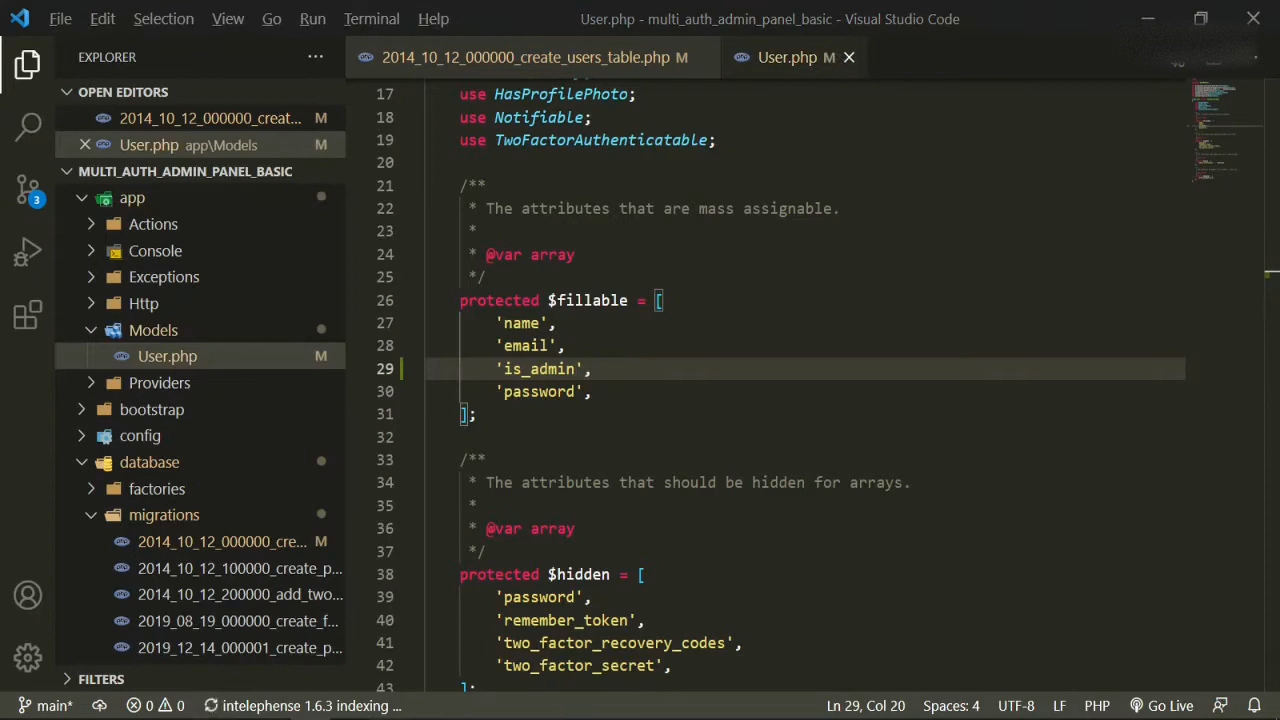 File Edit Selection View Go Run Terminal Help User.php - multi_auth_admin_panel_basic - Visual Studio Code
EXPLORER
OPEN EDITORS
2014_10_12_000000_creat... M
User.php app\Models M
MULTI_AUTH_ADMIN_PANEL_BASIC
app
Actions
Console
Exceptions
Http
Models
User.php M
Providers
bootstrap
config
database
factories
migrations
2014_10_12_000000_cre... M
2014_10_12_100000_create_p...
2014_10_12_200000_add_two...
2019_08_19_000000_create_f...
2019_12_14_000001_create_p...
FILTERS
3
2014_10_12_000000_create_users_table.php M
User.php M
17 use HasProfilePhoto;
18 use Notifiable;
19 use TwoFactorAuthenticatable;
20
21 /**
22 * The attributes that are mass assignable.
23 *
24 * @var array
25 */
26 protected $fillable = [
27 'name',
28 'email',
29 'is_admin',
30 'password',
31 ];
32
33 /**
34 * The attributes that should be hidden for arrays.
35 *
36 * @var array
37 */
38 protected $hidden = [
39 'password',
40 'remember_token',
41 'two_factor_recovery_codes',
42 'two_factor_secret',
43 ];
main* 0 0 intelephense 1.6.3 indexing ... Ln 29, Col 20 Spaces: 4 UTF-8 LF PHP Go Live